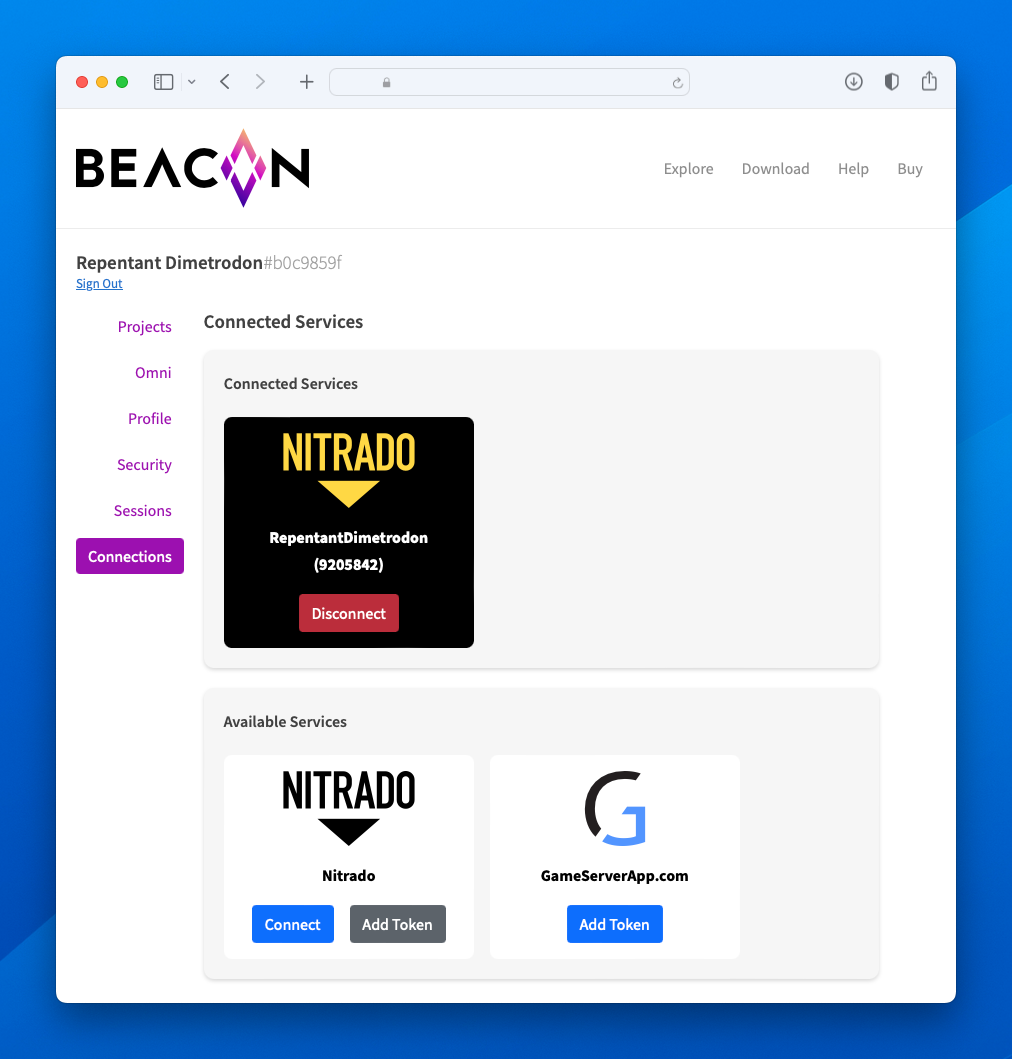 BEACON
Explore Download Help Buy
Repentant Dimetrodon#b0c9859f
Sign Out
Projects
Omni
Profile
Security
Sessions
Connections
Connected Services
Connected Services
NITRADO
RepentantDimetrodon
(9205842)
Disconnect
Available Services
NITRADO
Nitrado
Connect Add Token
G
GameServerApp.com
Add Token